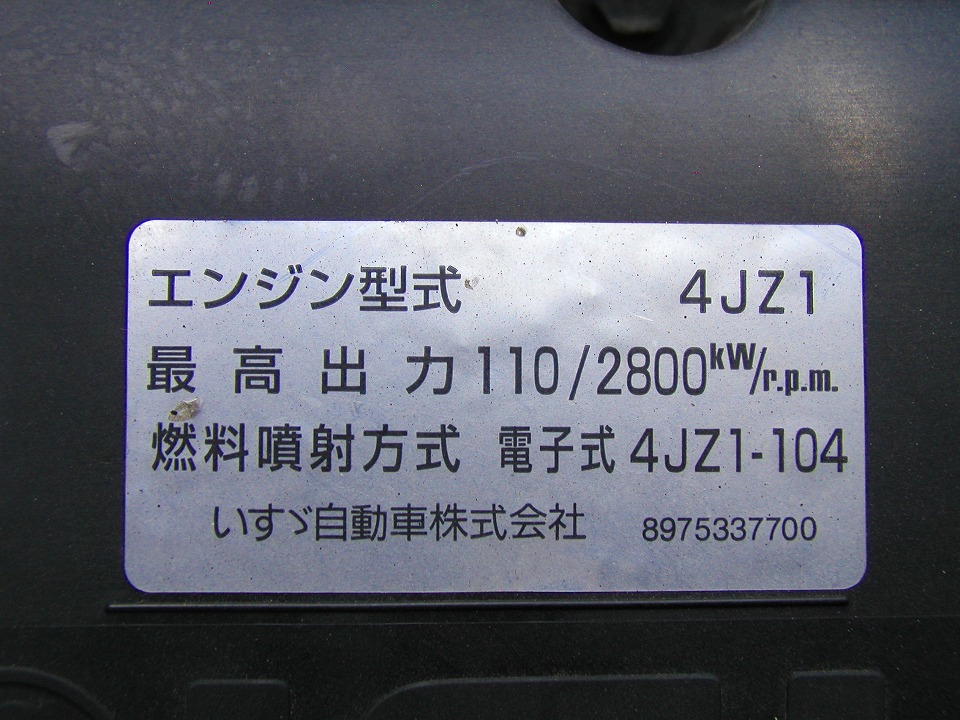 エンジン型式 4JZ1
最高出力 110/2800kW/r.p.m.
燃料噴射方式 電子式 4JZ1-104
いすゞ自動車株式会社 8975337700